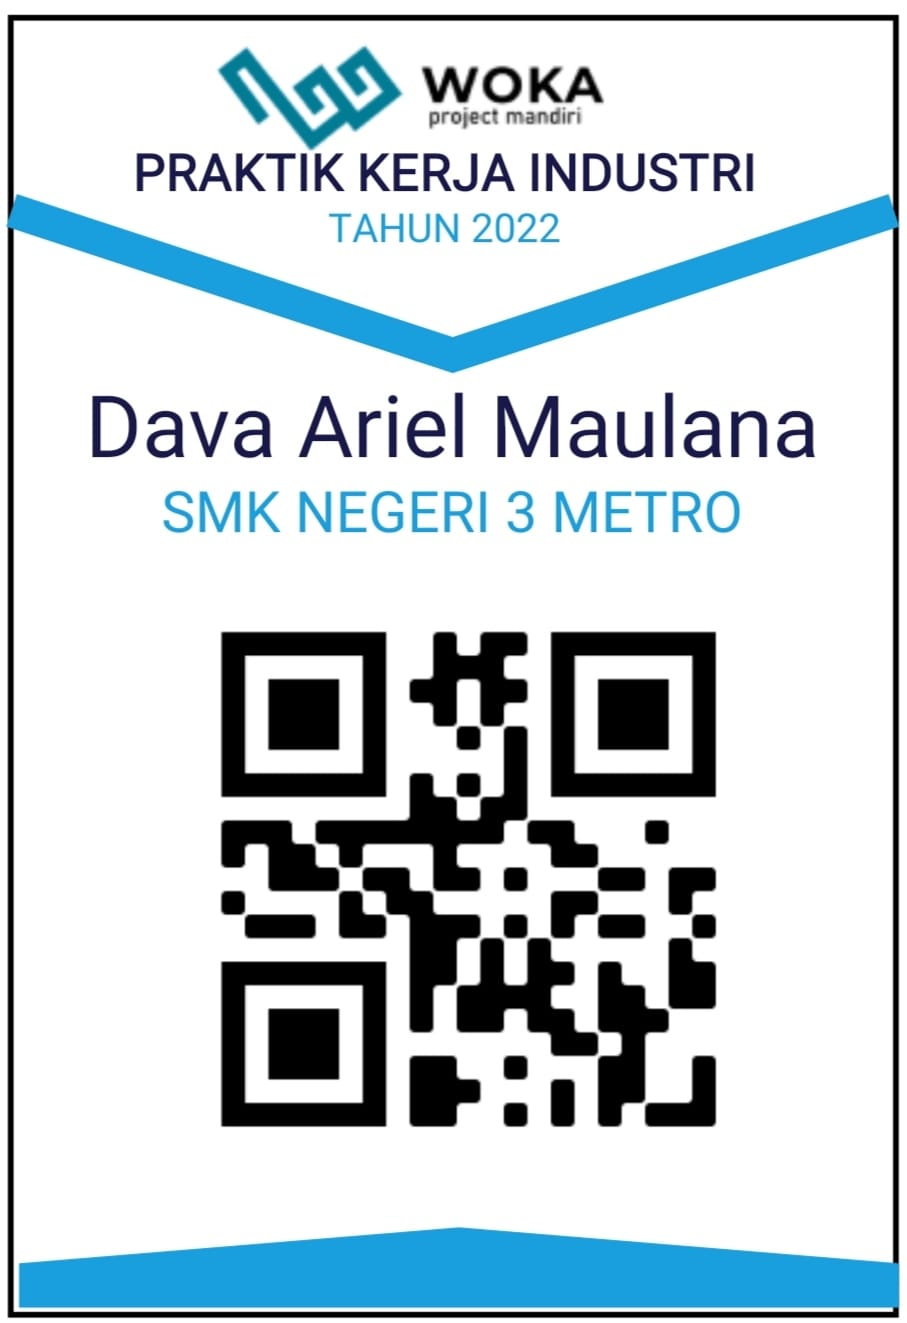 WOKA
project mandiri
PRAKTIK KERJA INDUSTRI
TAHUN 2022
Dava Ariel Maulana
SMK NEGERI 3 METRO